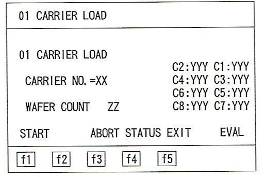 01 CARRIER LOAD
01 CARRIER LOAD
C2:YYY C1:YYY
CARRIER NO.=XX C4:YYY C3:YYY
C6:YYY C5:YYY
WAFER COUNT ZZ C8:YYY C7:YYY
START ABORT STATUS EXIT EVAL
f1 f2 f3 f4 f5